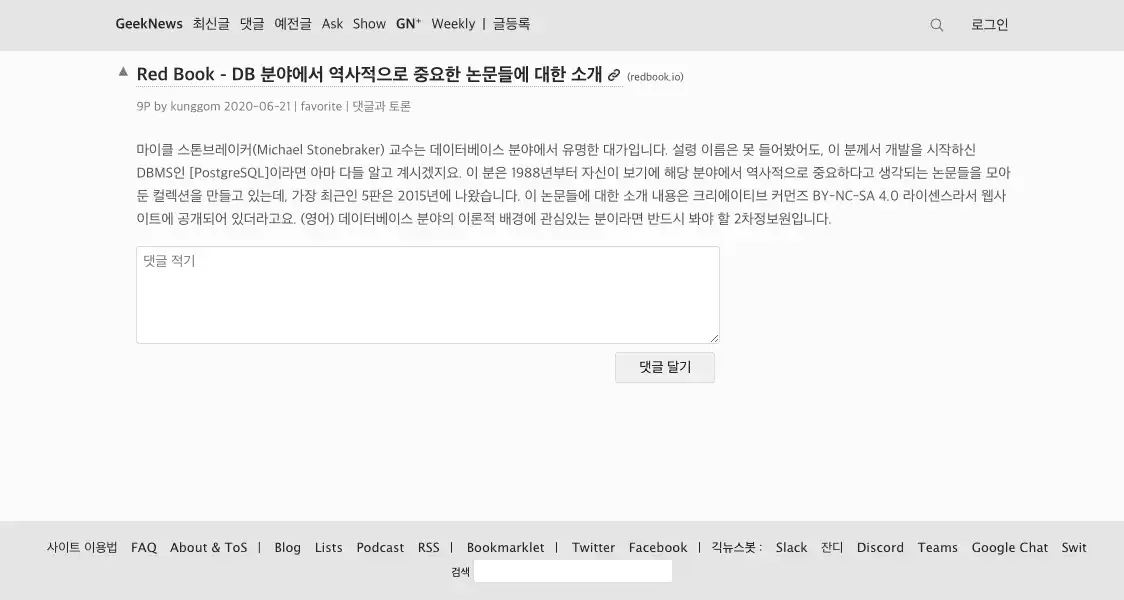 GeekNews 최신글 댓글 예전글 Ask Show GN⁺ Weekly | 글등록 로그인
▲ Red Book - DB 분야에서 역사적으로 중요한 논문들에 대한 소개 (redbook.io)
9P by kunggom 2020-06-21 | favorite | 댓글과 토론
마이클 스톤브레이커(Michael Stonebraker) 교수는 데이터베이스 분야에서 유명한 대가입니다. 설령 이름은 못 들어봤어도, 이 분께서 개발을 시작하신
DBMS인 [PostgreSQL]이라면 아마 다들 알고 계시겠지요. 이 분은 1988년부터 자신이 보기에 해당 분야에서 역사적으로 중요하다고 생각되는 논문들을 모아
둔 컬렉션을 만들고 있는데, 가장 최근인 5판은 2015년에 나왔습니다. 이 논문들에 대한 소개 내용은 크리에이티브 커먼즈 BY-NC-SA 4.0 라이센스라서 웹사
이트에 공개되어 있더라고요. (영어) 데이터베이스 분야의 이론적 배경에 관심있는 분이라면 반드시 봐야 할 2차정보원입니다.
댓글 적기
댓글 달기
사이트 이용법 FAQ About & ToS | Blog Lists Podcast RSS | Bookmarklet | Twitter Facebook | 긱뉴스봇 : Slack 잔디 Discord Teams Google Chat Swit
검색